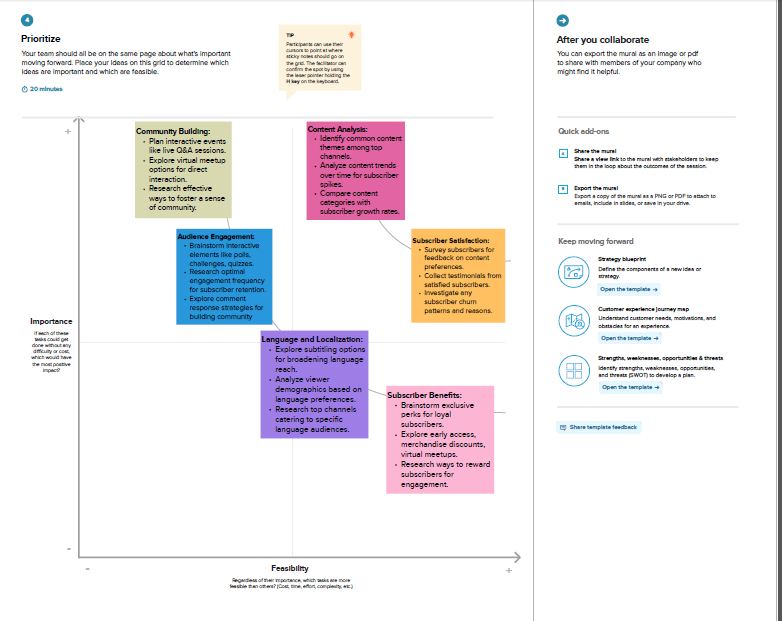 4
Prioritize
Your team should all be on the same page about what's important
moving forward. Place your ideas on this grid to determine which
ideas are important and which are feasible.
20 minutes
TIP
Participants can use their
cursors to point at where
sticky notes should go on
the grid. The facilitator can
confirm the spot by using
the laser pointer holding the
H key on the keyboard.
+
Community Building:
• Plan interactive events
like live Q&A sessions.
• Explore virtual meetup
options for direct
interaction.
• Research effective
ways to foster a sense
of community.
Content Analysis:
• Identify common content
themes among top
channels.
• Analyze content trends
over time for subscriber
spikes.
• Compare content
categories with
subscriber growth rates.
Audience Engagement:
• Brainstorm interactive
elements like polls,
challenges, quizzes.
• Research optimal
engagement frequency
for subscriber retention.
• Explore comment
response strategies for
building community
Subscriber Satisfaction:
• Survey subscribers for
feedback on content
preferences.
• Collect testimonials from
satisfied subscribers.
• Investigate any
subscriber churn
patterns and reasons.
Importance
If each of these
tasks could get
done without any
difficulty or cost,
which would have
the most positive
impact?
Language and Localization:
• Explore subtitling options
for broadening language
reach.
• Analyze viewer
demographics based on
language preferences.
• Research top channels
catering to specific
language audiences.
Subscriber Benefits:
• Brainstorm exclusive
perks for loyal
subscribers.
• Explore early access,
merchandise discounts,
virtual meetups.
• Research ways to reward
subscribers for
engagement.
-
-
Feasibility
+
Regardless of their importance, which tasks are more
feasible than others? (Cost, time, effort, complexity, etc.)
After you collaborate
You can export the mural as an image or pdf
to share with members of your company who
might find it helpful.
Quick add-ons
A
Share the mural
Share a view link to the mural with stakeholders to keep
them in the loop about the outcomes of the session.
B
Export the mural
Export a copy of the mural as a PNG or PDF to attach to
emails, include in slides, or save in your drive.
Keep moving forward
Strategy blueprint
Define the components of a new idea or
strategy.
Open the template →
Customer experience journey map
Understand customer needs, motivations, and
obstacles for an experience.
Open the template →
Strengths, weaknesses, opportunities & threats
Identify strengths, weaknesses, opportunities,
and threats (SWOT) to develop a plan.
Open the template →
Share template feedback